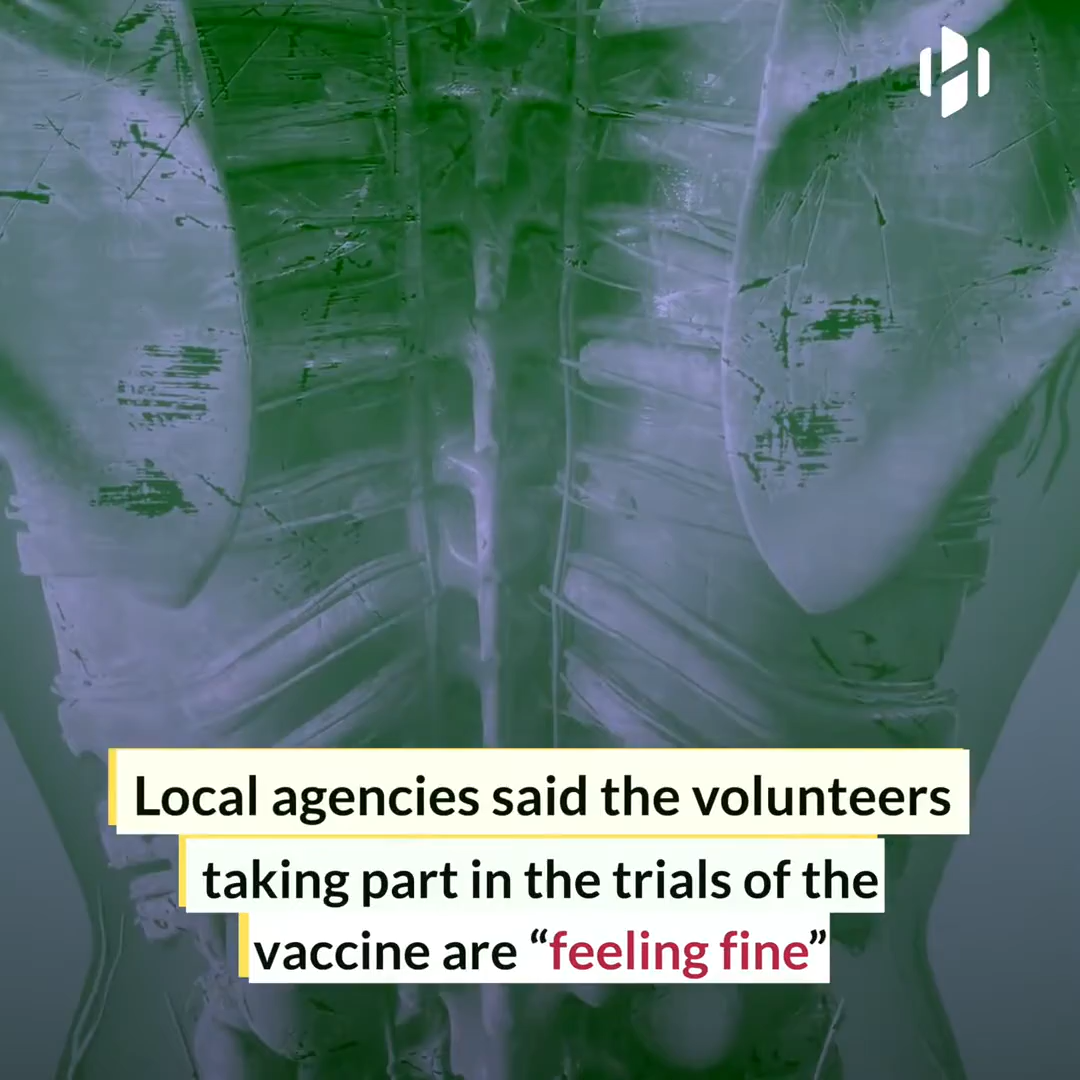 Local agencies said the volunteers
taking part in the trials of the
vaccine are “feeling fine”